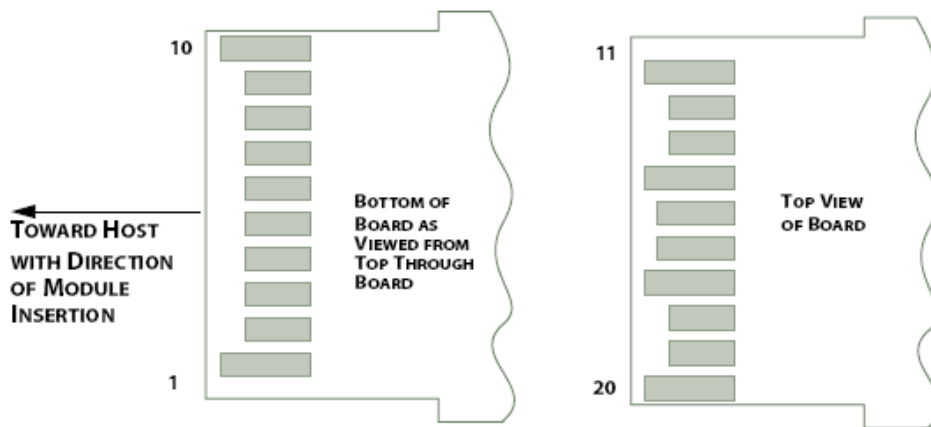 10
1
TOWARD HOST
WITH DIRECTION
OF MODULE
INSERTION
BOTTOM OF
BOARD AS
VIEWED FROM
TOP THROUGH
BOARD
11
20
TOP VIEW
OF BOARD